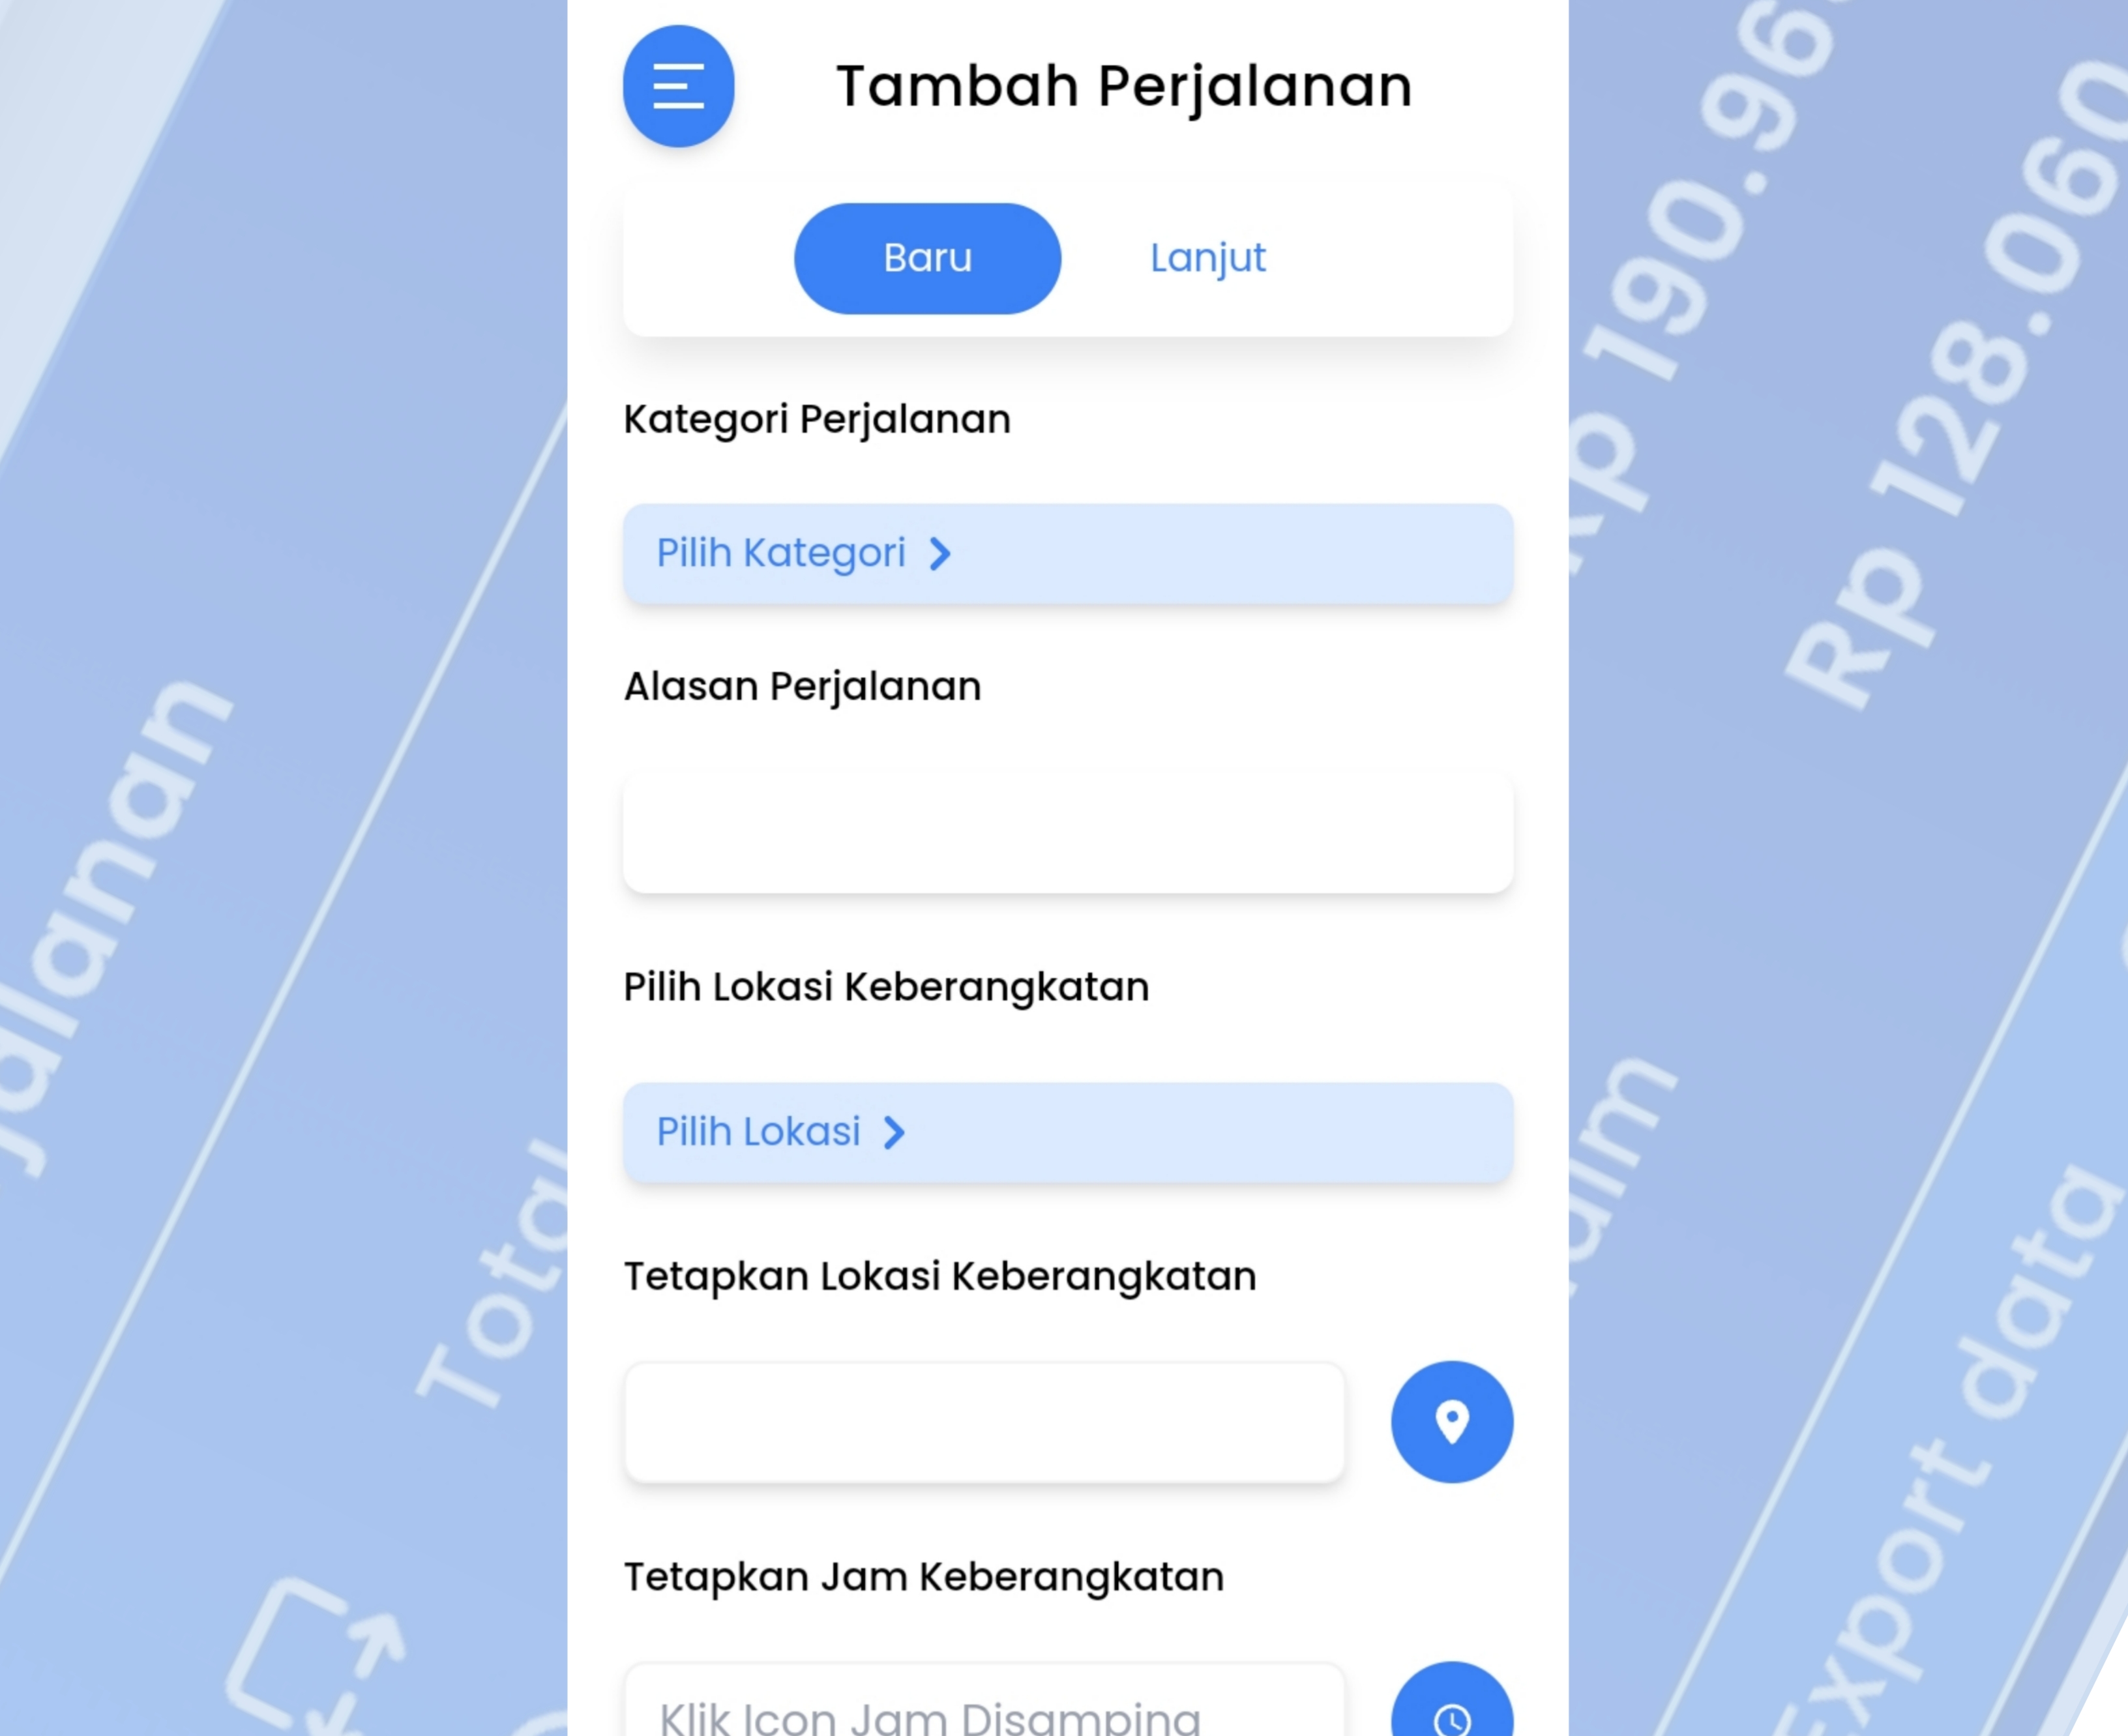 Tambah Perjalanan
Baru
Lanjut
Kategori Perjalanan
Pilih Kategori
Alasan Perjalanan
Pilih Lokasi Keberangkatan
Pilih Lokasi
Tetapkan Lokasi Keberangkatan
Tetapkan Jam Keberangkatan
Klik Icon Jam Disamping
jalanan
Total
Rp 190.96
Rp 128.060
Export data